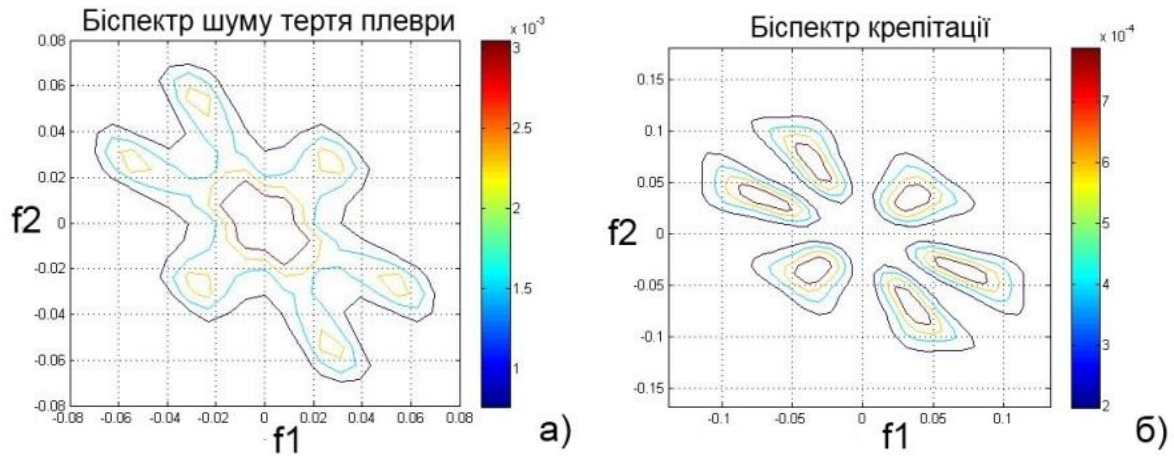 Біспектр шуму тертя плеври
x 10⁻³
0.08
0.06
0.04
0.02
0
-0.02
-0.04
-0.06
-0.08
f2
-0.08 -0.06 -0.04 -0.02 0 0.02 0.04 0.06 0.08
f1
3
2.5
2
1.5
1
а)
Біспектр крепітації
x 10⁻⁴
0.15
0.1
0.05
0
-0.05
-0.1
-0.15
f2
-0.1 -0.05 0 0.05 0.1
f1
8
7
6
5
4
3
2
б)